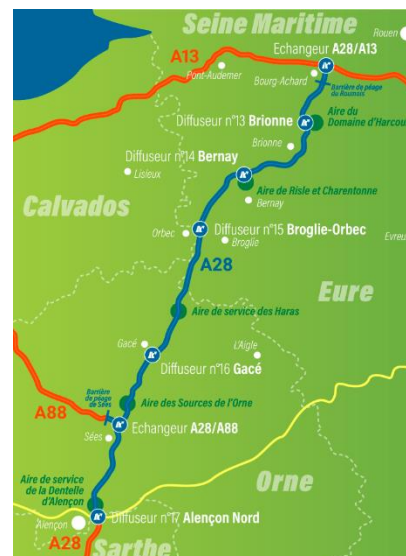 Seine Maritime
Rouen
A13
Echangeur A28/A13
Pont-Audemer
Bourg-Achard
Barrière de péage
du Roumois
Diffuseur n°13 Brionne
Aire du
Domaine d'Harcou
Brionne
Diffuseur n°14 Bernay
Lisieux
Aire de Risle et Charentonne
Calvados
Bernay
Orbec
Diffuseur n°15 Broglie-Orbec
Broglie
Evreu
A28
Eure
Aire de service des Haras
Gacé
L'Aigle
Diffuseur n°16 Gacé
Barrière
de péage
de Sées
A88
Aire des Sources de l'Orne
Echangeur A28/A88
Sées
Aire de service
de la Dentelle
d'Alençon
Orne
Alençon
Diffuseur n°17 Alençon Nord
A28
Sarthe